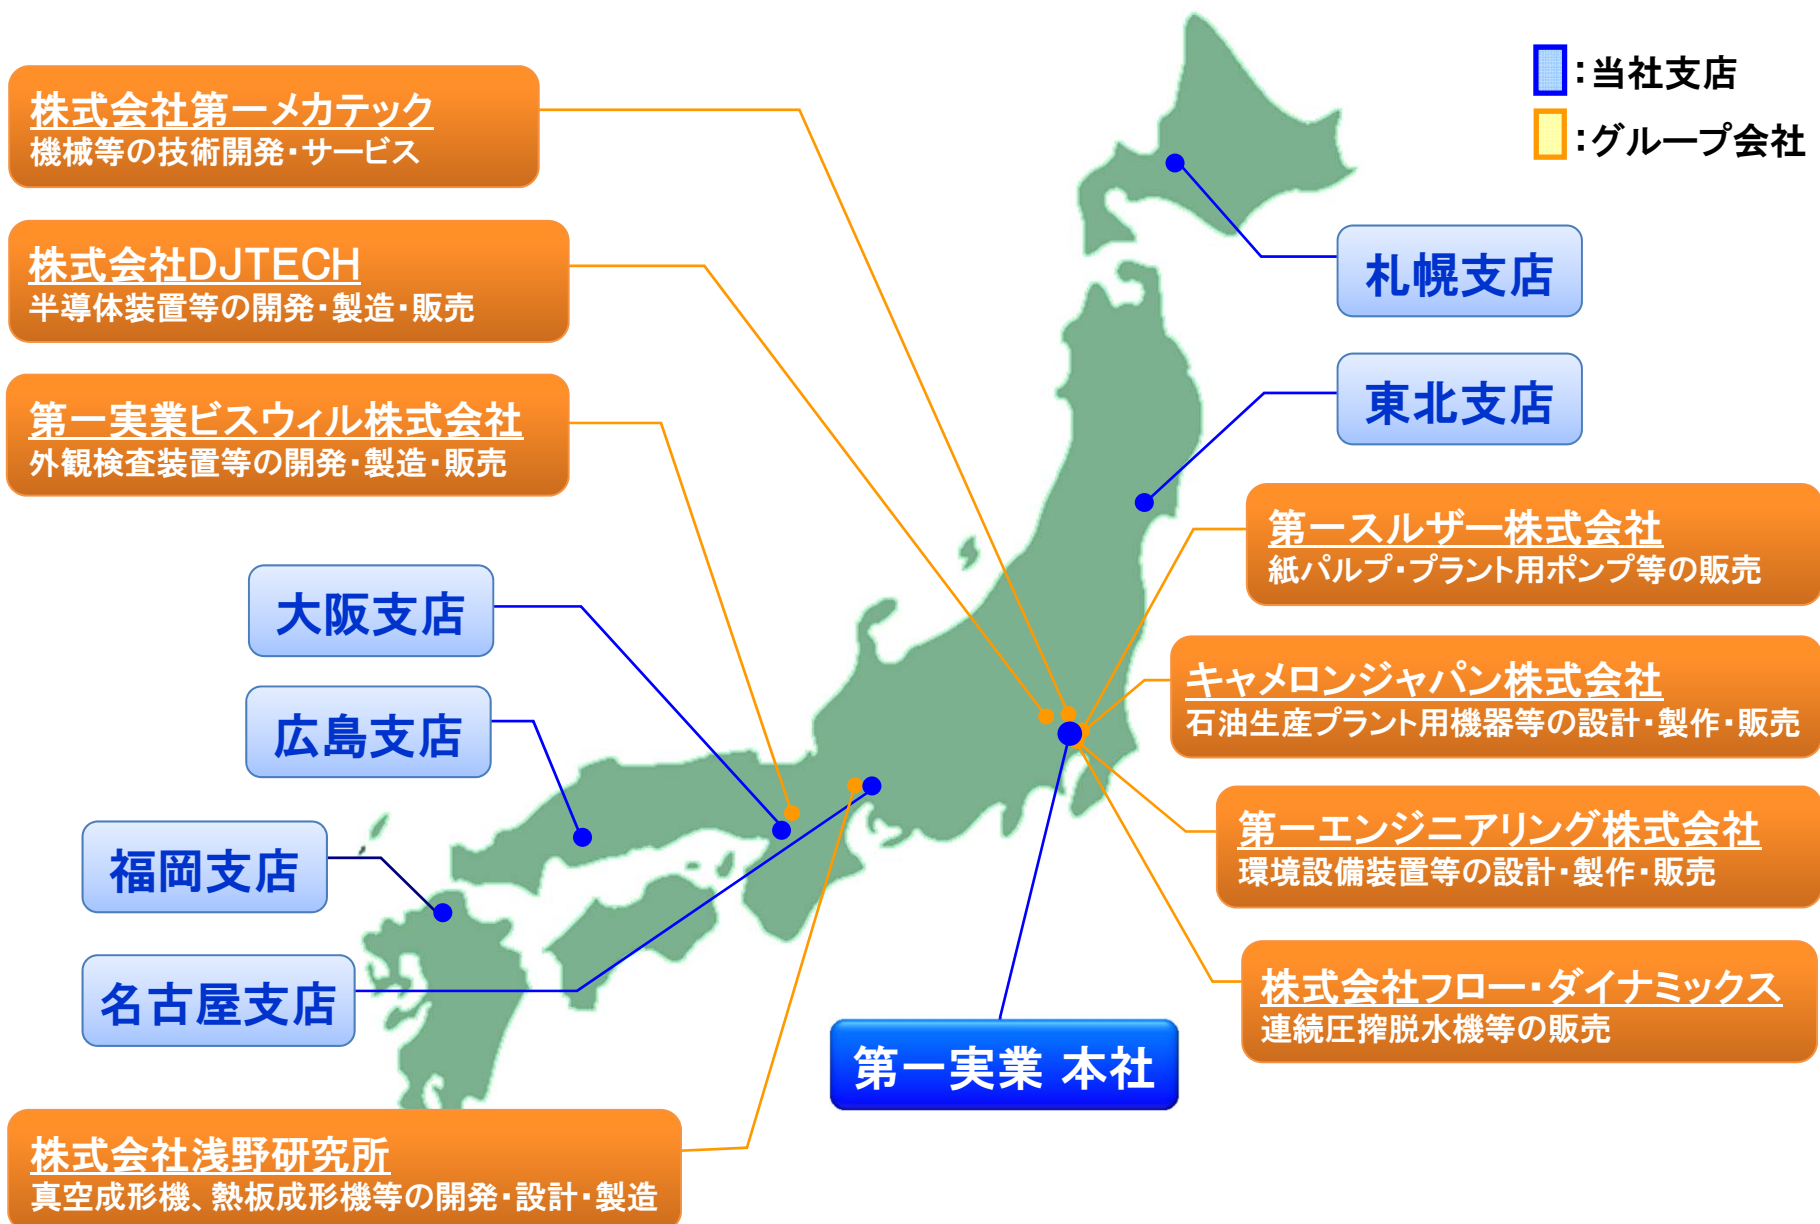 株式会社第一メカテック
機械等の技術開発・サービス
株式会社DJTECH
半導体装置等の開発・製造・販売
第一実業ビスウィル株式会社
外観検査装置等の開発・製造・販売
大阪支店
広島支店
福岡支店
名古屋支店
株式会社浅野研究所
真空成形機、熱板成形機等の開発・設計・製造
：当社支店
：グループ会社
札幌支店
東北支店
第一スルザー株式会社
紙パルプ・プラント用ポンプ等の販売
キャメロンジャパン株式会社
石油生産プラント用機器等の設計・製作・販売
第一エンジニアリング株式会社
環境設備装置等の設計・製作・販売
株式会社フロー・ダイナミックス
連続圧搾脱水機等の販売
第一実業 本社